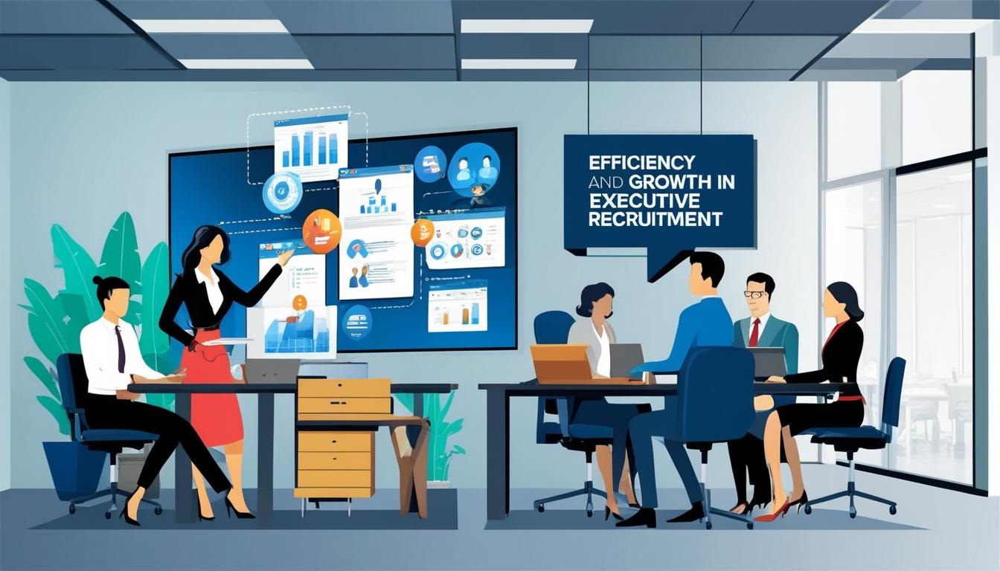 EFFICIENCY
AND GROWTH IN
EXECUTIVE
RECRUITMENT